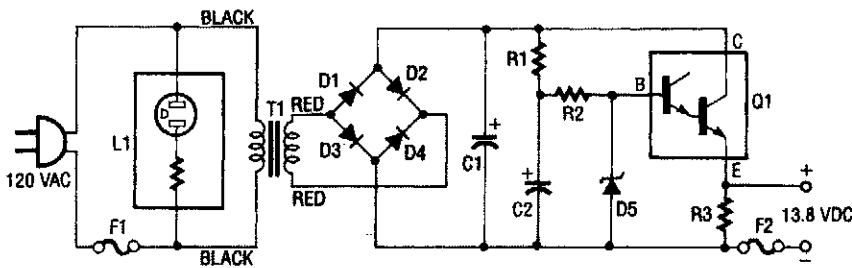 BLACK
120 VAC
L1
F1
BLACK
T1
RED
RED
D1
D2
D3
D4
C1
+
R1
R2
C2
+
D5
B
C
E
Q1
R3
F2
+
13.8 VDC
−